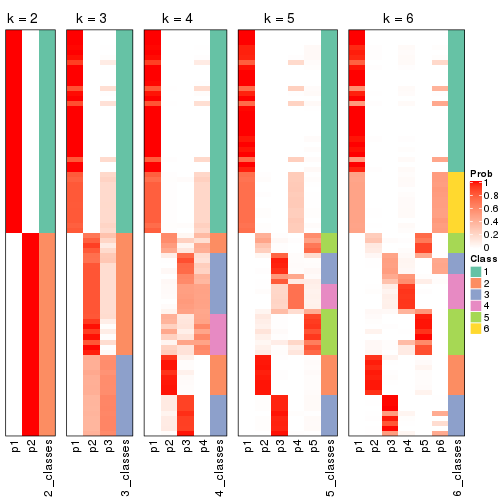 k = 2
k = 3
k = 4
k = 5
k = 6
p1
p2
2_classes
p1
p2
p3
3_classes
p1
p2
p3
p4
4_classes
p1
p2
p3
p4
p5
5_classes
p1
p2
p3
p4
p5
p6
6_classes
Prob
1
0.8
0.6
0.4
0.2
0
Class
1
2
3
4
5
6